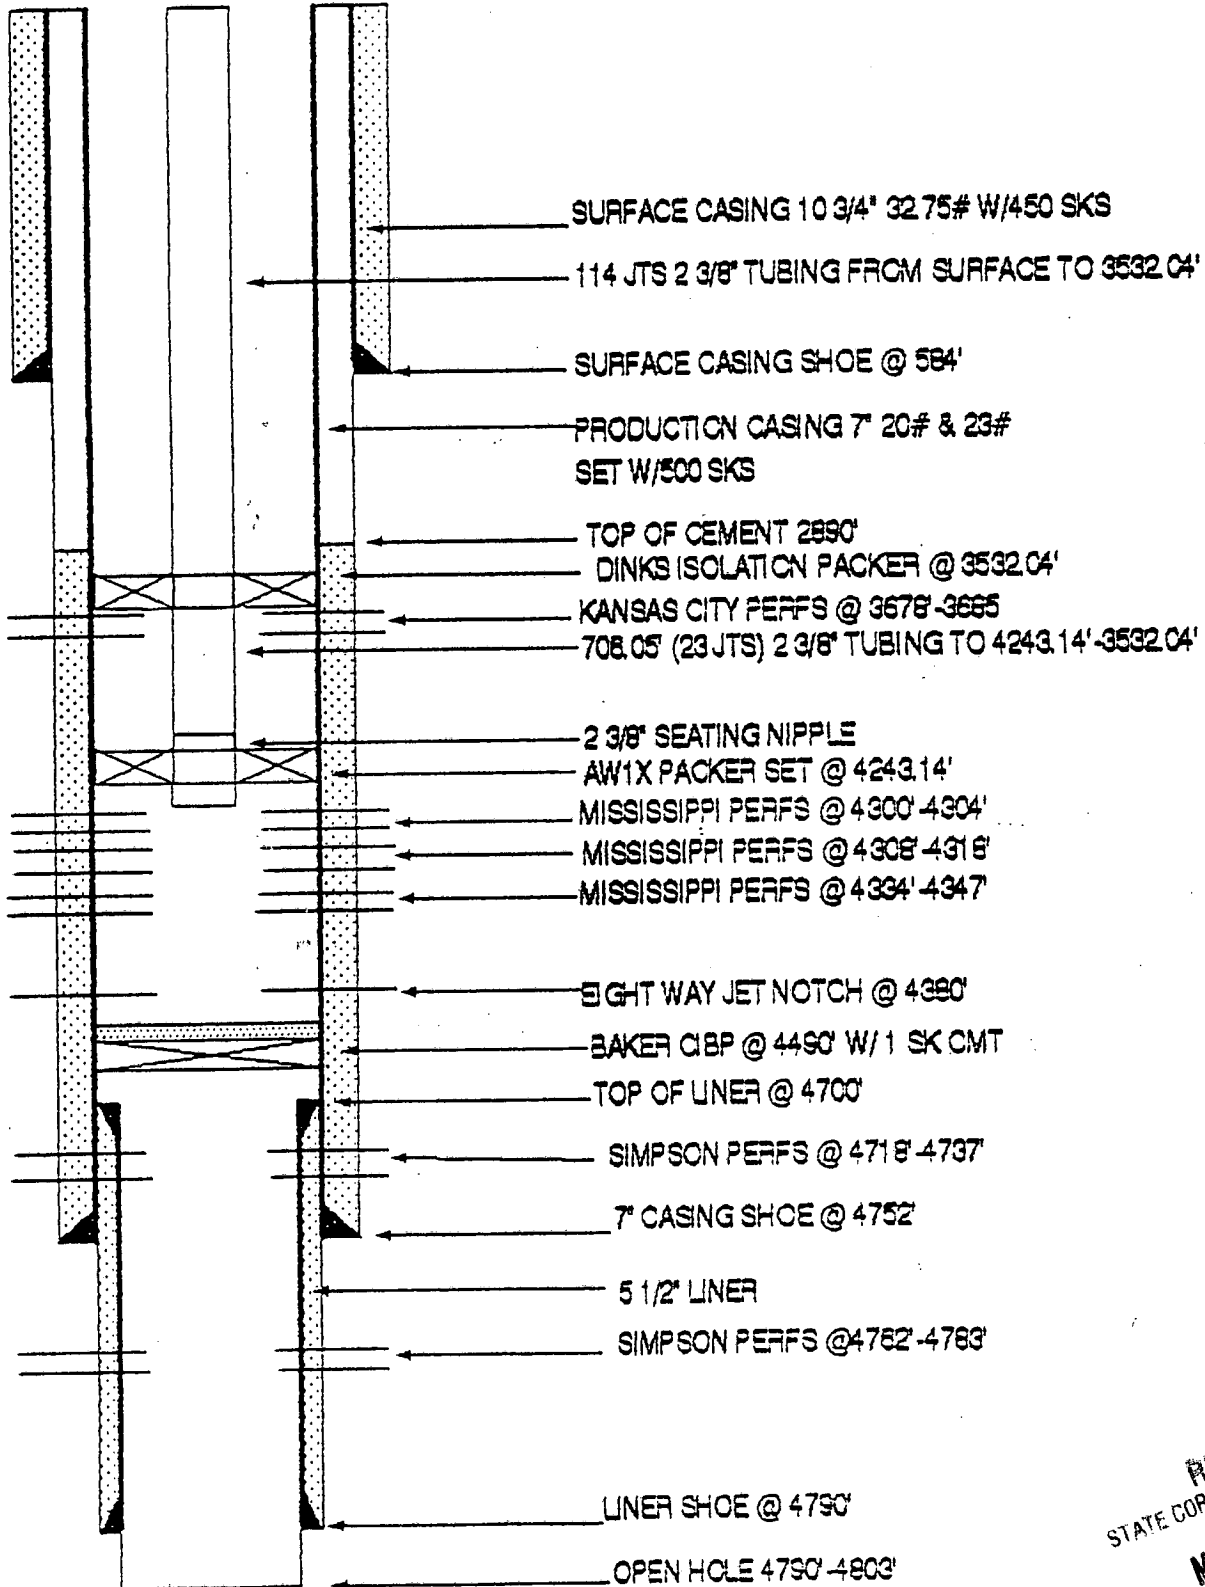 SURFACE CASING 10 3/4" 32.75# W/450 SKS
114 JTS 2 3/8" TUBING FROM SURFACE TO 3532.04'
SURFACE CASING SHOE @ 584'
PRODUCTION CASING 7" 20# & 23#
SET W/500 SKS
TOP OF CEMENT 2890'
DINKS ISOLATION PACKER @ 3532.04'
KANSAS CITY PERFS @ 3678'-3685
708.05' (23 JTS) 2 3/8" TUBING TO 4243.14'-3532.04'
2 3/8" SEATING NIPPLE
AW1X PACKER SET @ 4243.14'
MISSISSIPPI PERFS @ 4300'-4304'
MISSISSIPPI PERFS @ 4308'-4318'
MISSISSIPPI PERFS @ 4334'-4347'
EIGHT WAY JET NOTCH @ 4380'
BAKER CIBP @ 4490' W/ 1 SK CMT
TOP OF LINER @ 4700'
SIMPSON PERFS @ 4718'-4737'
7" CASING SHOE @ 4752'
5 1/2" LINER
SIMPSON PERFS @4762'-4783'
LINER SHOE @ 4790'
OPEN HOLE 4790'-4803'
STATE COR